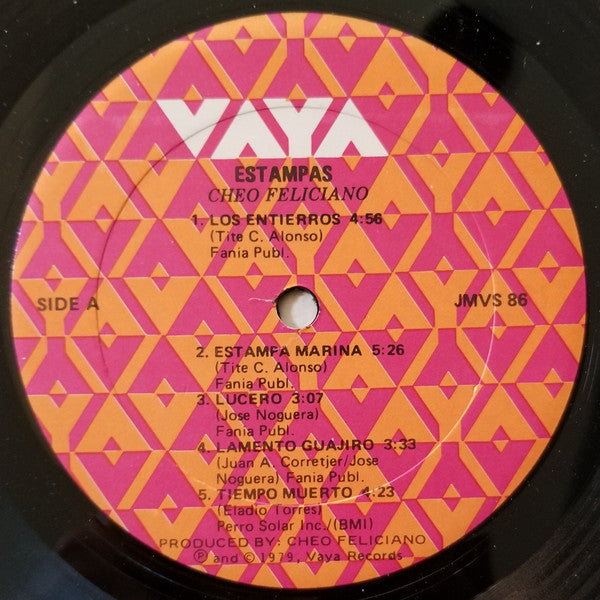 VAYA
ESTAMPAS
CHEO FELICIANO
1. LOS ENTIERROS 4:56
(Tite C. Alonso)
Fania Publ.
SIDE A
JMVS 86
2. ESTAMPA MARINA 5:26
(Tite C. Alonso)
Fania Publ.
3. LUCERO 3:07
(Jose Noguera)
Fania Publ.
4. LAMENTO GUAJIRO 3:33
(Juan A. Corretjer/Jose
Noguera) Fania Publ.
5. TIEMPO MUERTO 4:23
(Eladio Torres)
Perro Solar Inc./(BMI)
PRODUCED BY: CHEO FELICIANO
℗ and © 1979, Vaya Records